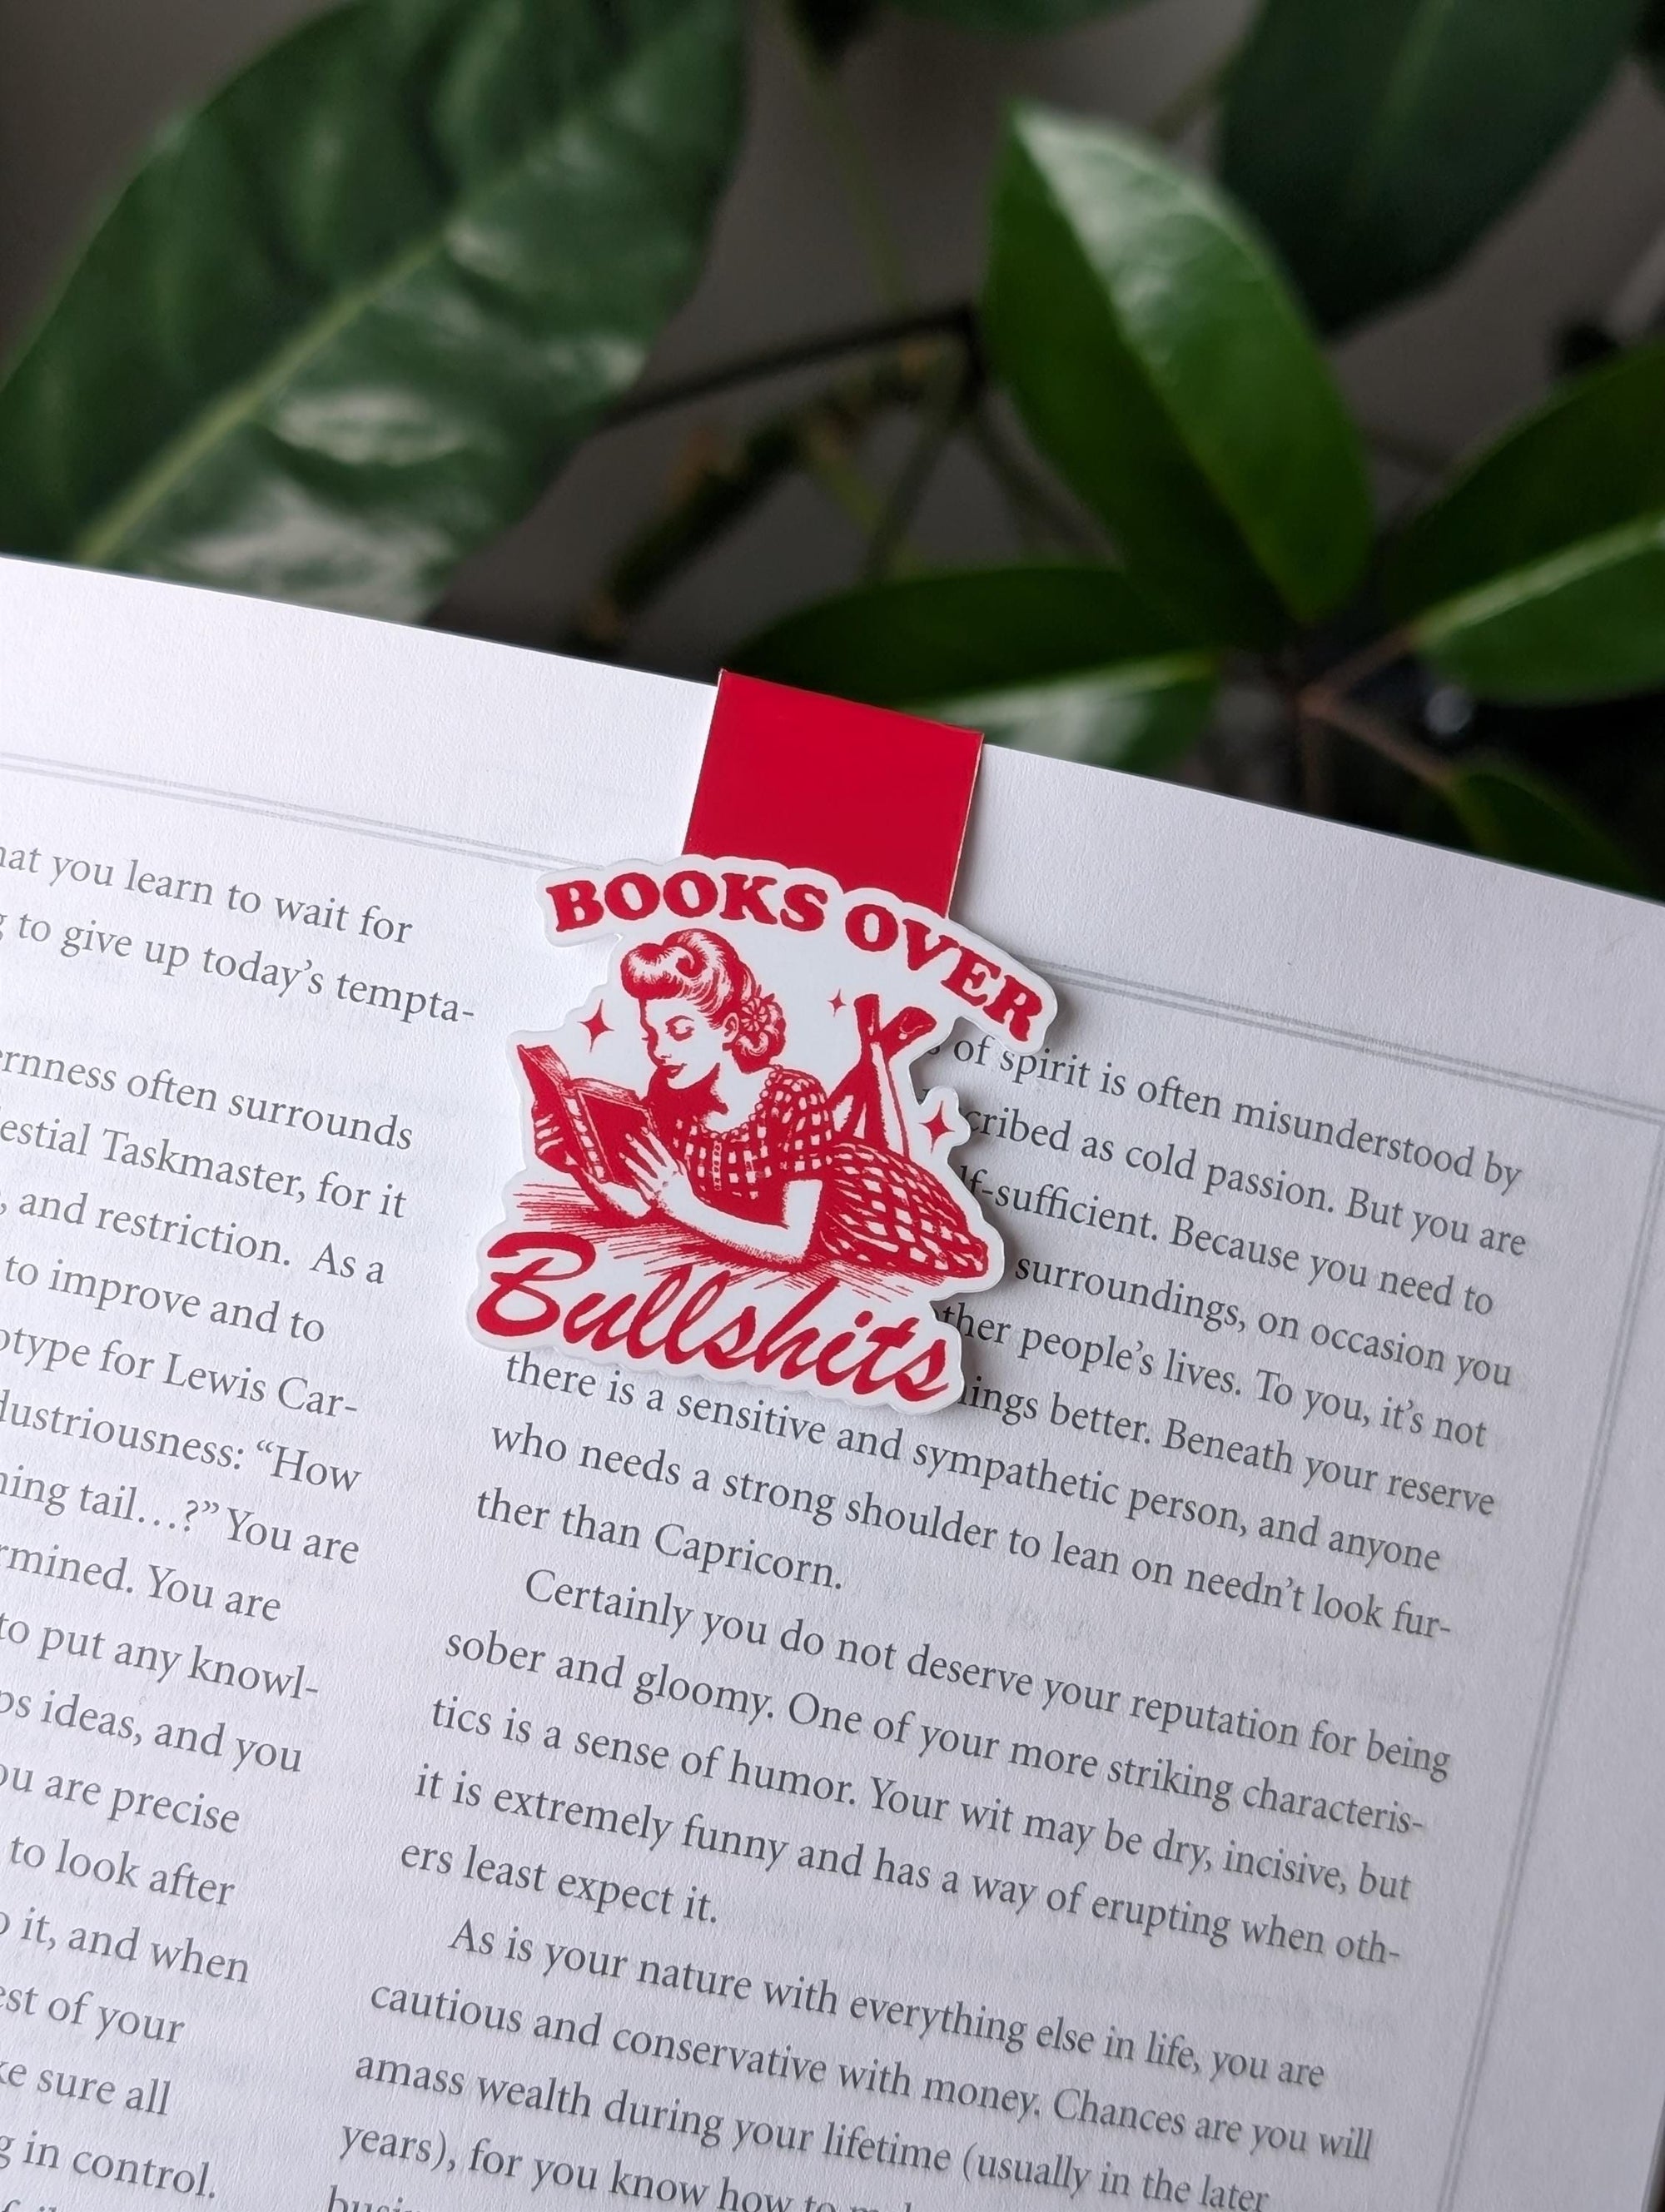 BOOKS OVER
Bullshits
that you learn to wait for
to give up today's tempta-
often surrounds
Taskmaster, for it
, and restriction. As a
to improve and to
for Lewis Car-
"How
tail…?" You are
You are
to put any knowl-
ideas, and you
you are precise
to look after
it, and when
of your
sure all
in control.
of spirit is often misunderstood by
as cold passion. But you are
-sufficient. Because you need to
surroundings, on occasion you
people's lives. To you, it's not
better. Beneath your reserve
there is a sensitive and sympathetic person, and anyone
who needs a strong shoulder to lean on needn't look fur-
ther than Capricorn.
Certainly you do not deserve your reputation for being
sober and gloomy. One of your more striking characteris-
tics is a sense of humor. Your wit may be dry, incisive, but
it is extremely funny and has a way of erupting when oth-
ers least expect it.
As is your nature with everything else in life, you are
cautious and conservative with money. Chances are you will
amass wealth during your lifetime (usually in the later
years), for you know how to